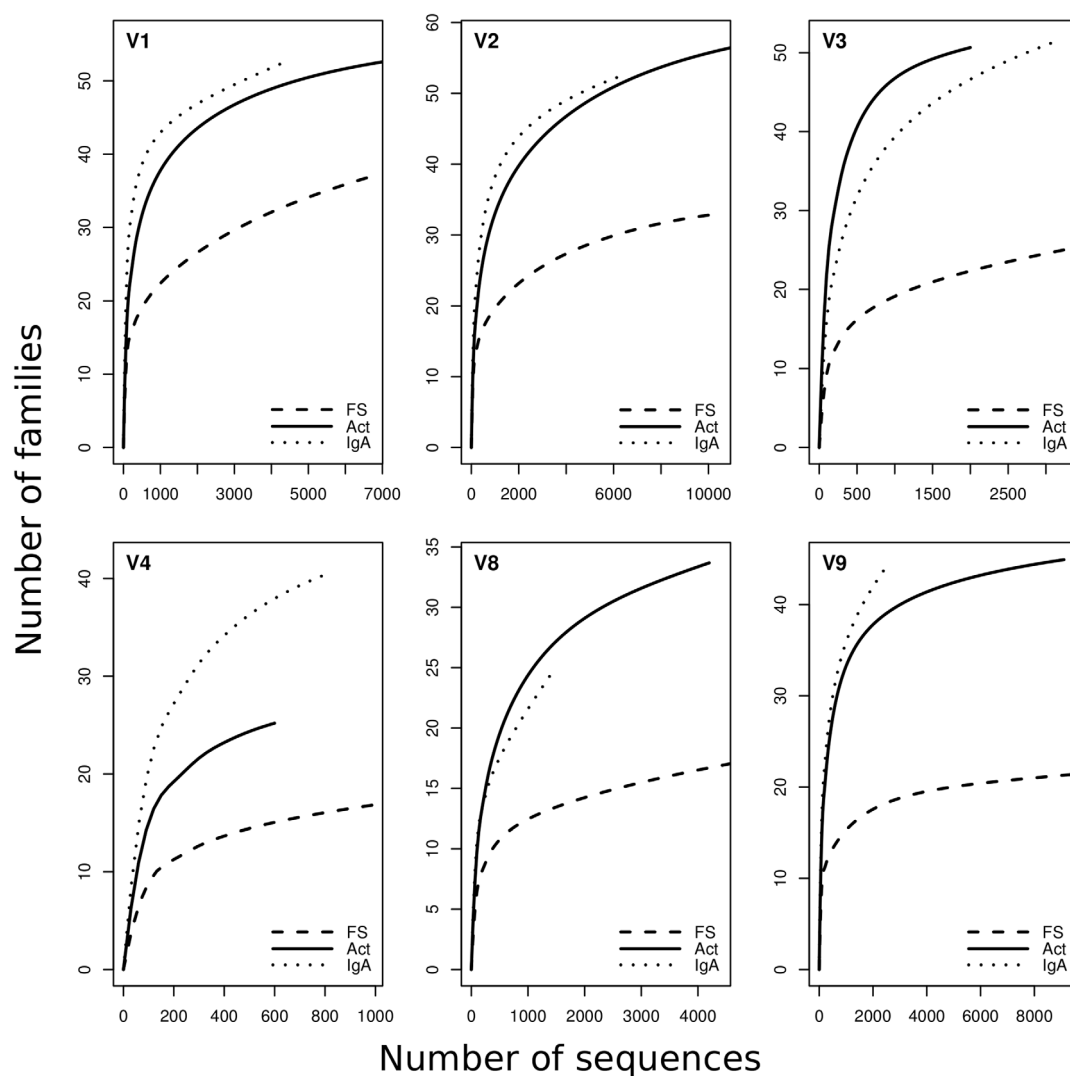 Number of families
V1
50
40
30
20
10
0
FS
Act
IgA
0 1000 3000 5000 7000
V2
60
50
40
30
20
10
0
FS
Act
IgA
0 2000 6000 10000
V3
50
40
30
20
10
0
FS
Act
IgA
0 500 1500 2500
V4
40
30
20
10
0
FS
Act
IgA
0 200 400 600 800 1000
V8
35
30
25
20
15
10
5
0
FS
Act
IgA
0 1000 2000 3000 4000
V9
40
30
20
10
0
FS
Act
IgA
0 2000 4000 6000 8000
Number of sequences